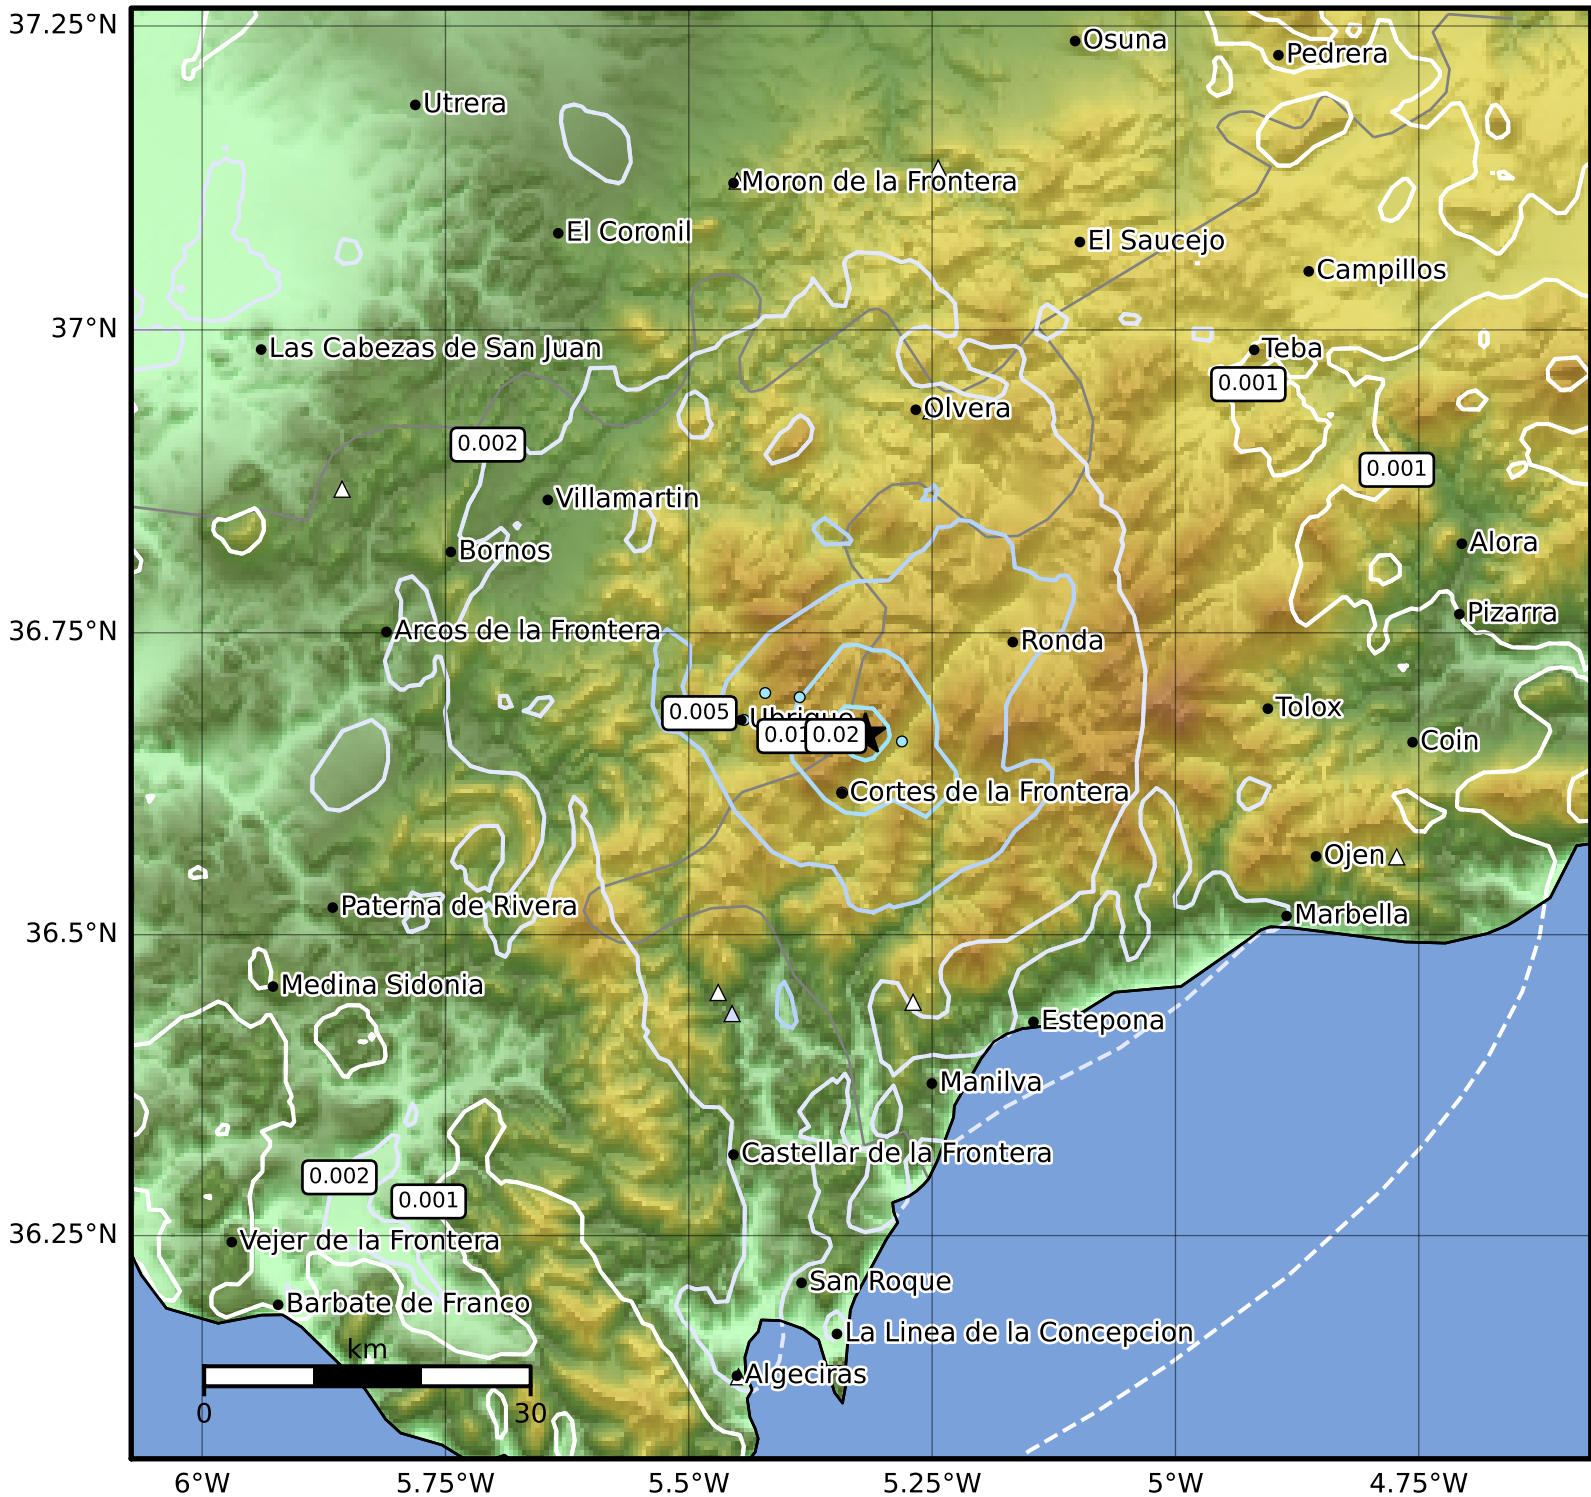 37.25°N
Osuna
Pedrera
Utrera
Moron de la Frontera
El Coronil
El Saucejo
Campillos
37°N
Las Cabezas de San Juan
Teba
0.001
Olvera
0.002
0.001
Villamartin
Bornos
Alora
Pizarra
36.75°N
Arcos de la Frontera
Ronda
Tolox
0.005
Ubrique
0.01
0.02
Coin
Cortes de la Frontera
Ojen
Paterna de Rivera
Marbella
36.5°N
Medina Sidonia
Estepona
Manilva
Castellar de la Frontera
0.002
0.001
36.25°N
Vejer de la Frontera
San Roque
Barbate de Franco
La Linea de la Concepcion
km
Algeciras
0
30
6°W
5.75°W
5.5°W
5.25°W
5°W
4.75°W